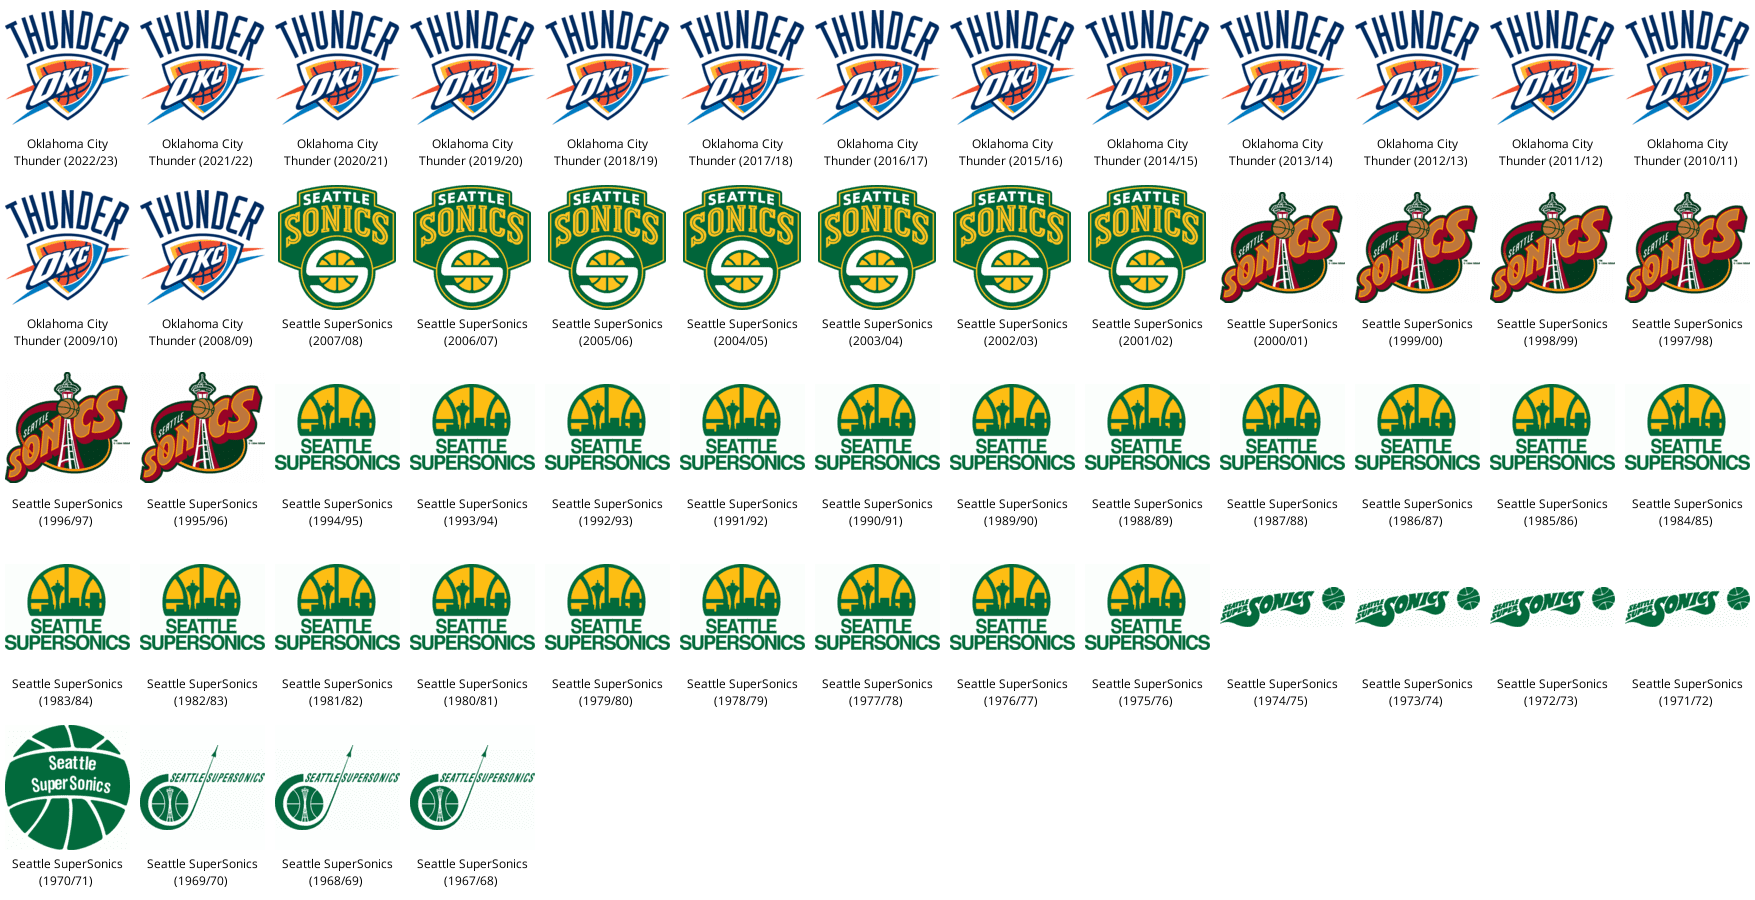 THUNDER
OKC
Oklahoma City
Thunder (2022/23)
THUNDER
OKC
Oklahoma City
Thunder (2021/22)
THUNDER
OKC
Oklahoma City
Thunder (2020/21)
THUNDER
OKC
Oklahoma City
Thunder (2019/20)
THUNDER
OKC
Oklahoma City
Thunder (2018/19)
THUNDER
OKC
Oklahoma City
Thunder (2017/18)
THUNDER
OKC
Oklahoma City
Thunder (2016/17)
THUNDER
OKC
Oklahoma City
Thunder (2015/16)
THUNDER
OKC
Oklahoma City
Thunder (2014/15)
THUNDER
OKC
Oklahoma City
Thunder (2013/14)
THUNDER
OKC
Oklahoma City
Thunder (2012/13)
THUNDER
OKC
Oklahoma City
Thunder (2011/12)
THUNDER
OKC
Oklahoma City
Thunder (2010/11)
THUNDER
OKC
Oklahoma City
Thunder (2009/10)
THUNDER
OKC
Oklahoma City
Thunder (2008/09)
SEATTLE
SONICS
Seattle SuperSonics
(2007/08)
SEATTLE
SONICS
Seattle SuperSonics
(2006/07)
SEATTLE
SONICS
Seattle SuperSonics
(2005/06)
SEATTLE
SONICS
Seattle SuperSonics
(2004/05)
SEATTLE
SONICS
Seattle SuperSonics
(2003/04)
SEATTLE
SONICS
Seattle SuperSonics
(2002/03)
SEATTLE
SONICS
Seattle SuperSonics
(2001/02)
SEATTLE
SONICS
Seattle SuperSonics
(2000/01)
SEATTLE
SONICS
Seattle SuperSonics
(1999/00)
SEATTLE
SONICS
Seattle SuperSonics
(1998/99)
SEATTLE
SONICS
Seattle SuperSonics
(1997/98)
SEATTLE
SONICS
Seattle SuperSonics
(1996/97)
SEATTLE
SONICS
Seattle SuperSonics
(1995/96)
SEATTLE
SUPERSONICS
Seattle SuperSonics
(1994/95)
SEATTLE
SUPERSONICS
Seattle SuperSonics
(1993/94)
SEATTLE
SUPERSONICS
Seattle SuperSonics
(1992/93)
SEATTLE
SUPERSONICS
Seattle SuperSonics
(1991/92)
SEATTLE
SUPERSONICS
Seattle SuperSonics
(1990/91)
SEATTLE
SUPERSONICS
Seattle SuperSonics
(1989/90)
SEATTLE
SUPERSONICS
Seattle SuperSonics
(1988/89)
SEATTLE
SUPERSONICS
Seattle SuperSonics
(1987/88)
SEATTLE
SUPERSONICS
Seattle SuperSonics
(1986/87)
SEATTLE
SUPERSONICS
Seattle SuperSonics
(1985/86)
SEATTLE
SUPERSONICS
Seattle SuperSonics
(1984/85)
SEATTLE
SUPERSONICS
Seattle SuperSonics
(1983/84)
SEATTLE
SUPERSONICS
Seattle SuperSonics
(1982/83)
SEATTLE
SUPERSONICS
Seattle SuperSonics
(1981/82)
SEATTLE
SUPERSONICS
Seattle SuperSonics
(1980/81)
SEATTLE
SUPERSONICS
Seattle SuperSonics
(1979/80)
SEATTLE
SUPERSONICS
Seattle SuperSonics
(1978/79)
SEATTLE
SUPERSONICS
Seattle SuperSonics
(1977/78)
SEATTLE
SUPERSONICS
Seattle SuperSonics
(1976/77)
SEATTLE
SUPERSONICS
Seattle SuperSonics
(1975/76)
SEATTLE
SUPER SONICS
Seattle SuperSonics
(1974/75)
SEATTLE
SUPER SONICS
Seattle SuperSonics
(1973/74)
SEATTLE
SUPER SONICS
Seattle SuperSonics
(1972/73)
SEATTLE
SUPER SONICS
Seattle SuperSonics
(1971/72)
Seattle
SuperSonics
Seattle SuperSonics
(1970/71)
SEATTLE SUPERSONICS
Seattle SuperSonics
(1969/70)
SEATTLE SUPERSONICS
Seattle SuperSonics
(1968/69)
SEATTLE SUPERSONICS
Seattle SuperSonics
(1967/68)